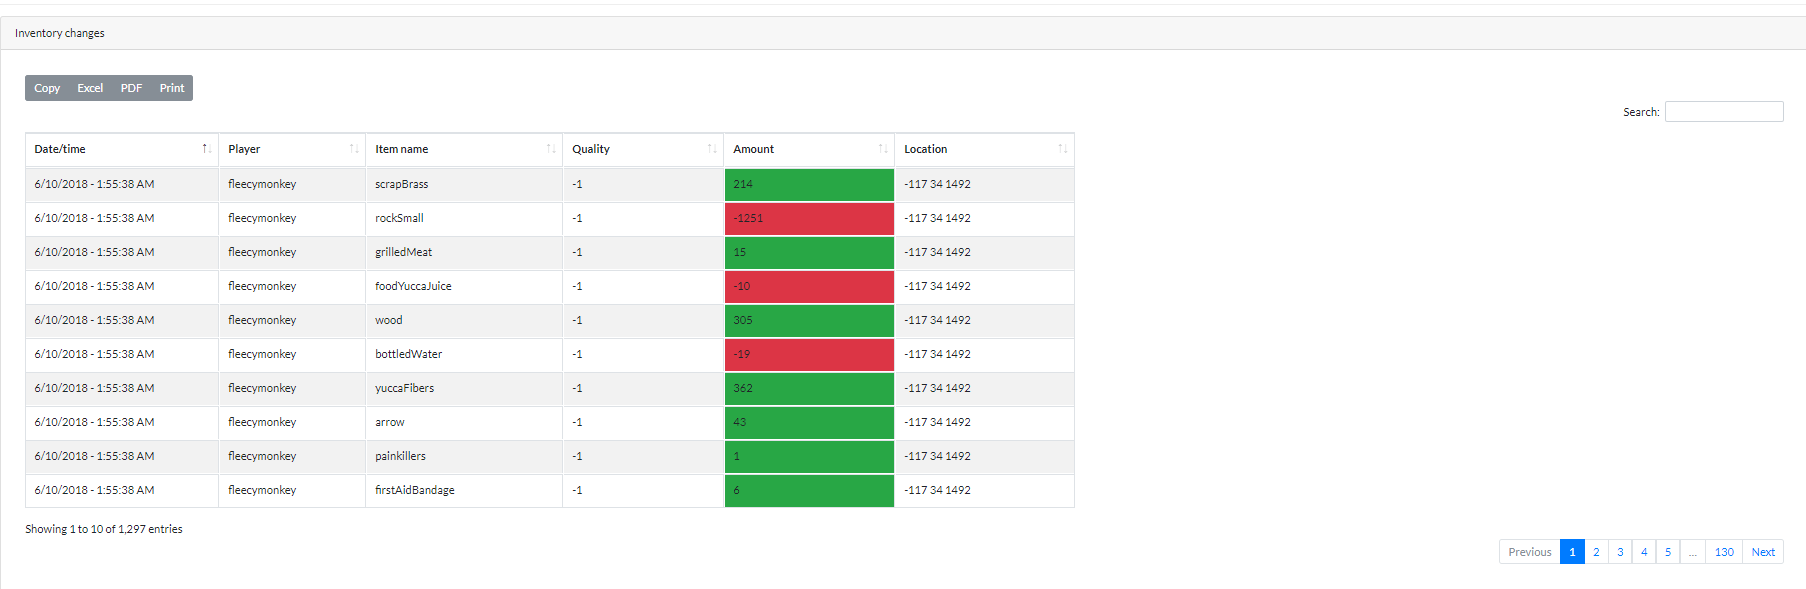 Inventory changes
Copy Excel PDF Print
Search:
Date/time Player Item name Quality Amount Location
6/10/2018 - 1:55:38 AM fleecymonkey scrapBrass -1 214 -117 34 1492
6/10/2018 - 1:55:38 AM fleecymonkey rockSmall -1 -1251 -117 34 1492
6/10/2018 - 1:55:38 AM fleecymonkey grilledMeat -1 15 -117 34 1492
6/10/2018 - 1:55:38 AM fleecymonkey foodYuccaJuice -1 -10 -117 34 1492
6/10/2018 - 1:55:38 AM fleecymonkey wood -1 305 -117 34 1492
6/10/2018 - 1:55:38 AM fleecymonkey bottledWater -1 -19 -117 34 1492
6/10/2018 - 1:55:38 AM fleecymonkey yuccaFibers -1 362 -117 34 1492
6/10/2018 - 1:55:38 AM fleecymonkey arrow -1 43 -117 34 1492
6/10/2018 - 1:55:38 AM fleecymonkey painkillers -1 1 -117 34 1492
6/10/2018 - 1:55:38 AM fleecymonkey firstAidBandage -1 6 -117 34 1492
Showing 1 to 10 of 1,297 entries
Previous 1 2 3 4 5 ... 130 Next